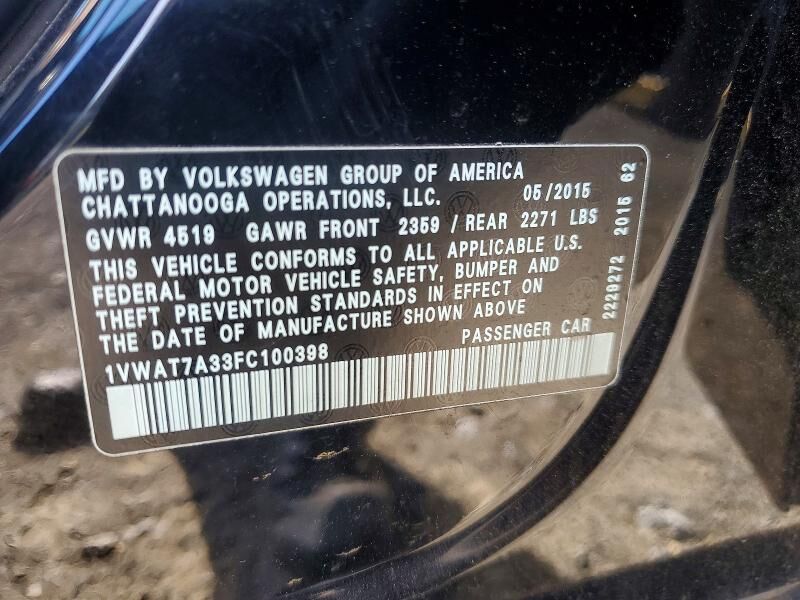 MFD BY VOLKSWAGEN GROUP OF AMERICA
CHATTANOOGA OPERATIONS, LLC. 05/2015
GVWR 4519 GAWR FRONT 2359 / REAR 2271 LBS
THIS VEHICLE CONFORMS TO ALL APPLICABLE U.S.
FEDERAL MOTOR VEHICLE SAFETY, BUMPER AND
THEFT PREVENTION STANDARDS IN EFFECT ON
THE DATE OF MANUFACTURE SHOWN ABOVE
1VWAT7A33FC100398 PASSENGER CAR
2229272 2015 62